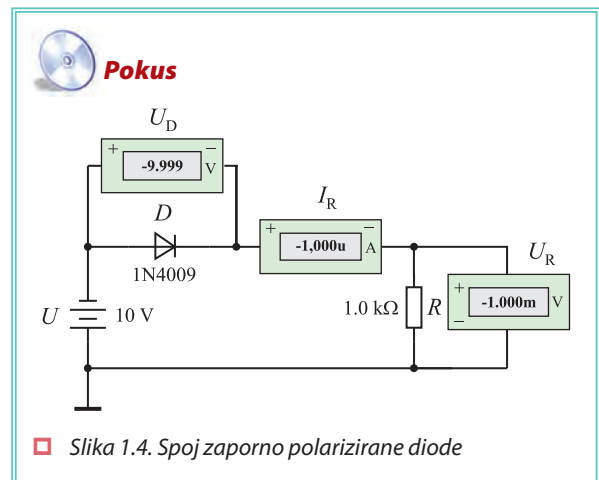 Pokus
U_D
+ −
-9.999 V
D
1N4009
I_R
+ −
-1,000u A
U_R
+
-1.000m V
−
1.0 kΩ R
U 10 V
Slika 1.4. Spoj zaporno polarizirane diode